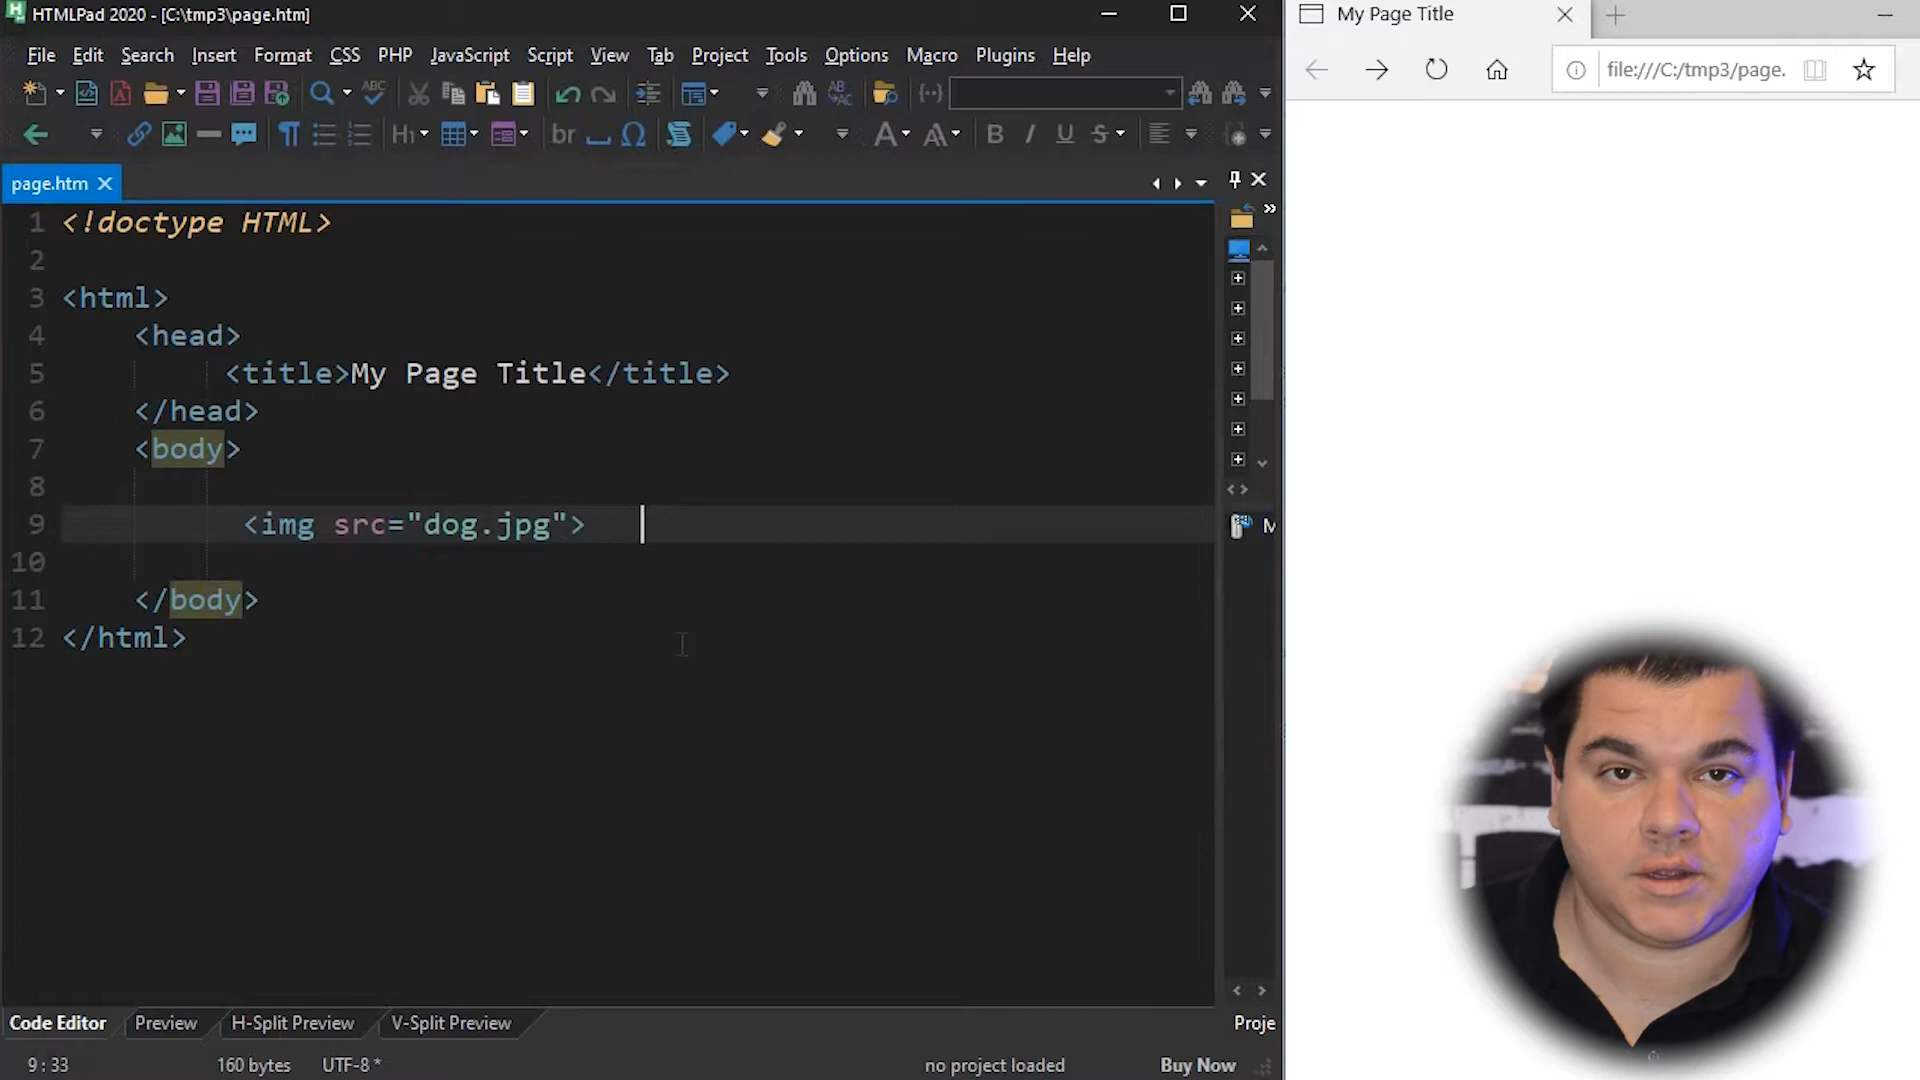 HTMLPad 2020 - [C:\tmp3\page.htm]
File Edit Search Insert Format CSS PHP JavaScript Script View Tab Project Tools Options Macro Plugins Help
page.htm
1 <!doctype HTML>
2
3 <html>
4 <head>
5 <title>My Page Title</title>
6 </head>
7 <body>
8
9 <img src="dog.jpg">
10
11 </body>
12 </html>
M
Proje
Code Editor Preview H-Split Preview V-Split Preview
9 : 33 160 bytes UTF-8 * no project loaded Buy Now
My Page Title
file:///C:/tmp3/page.